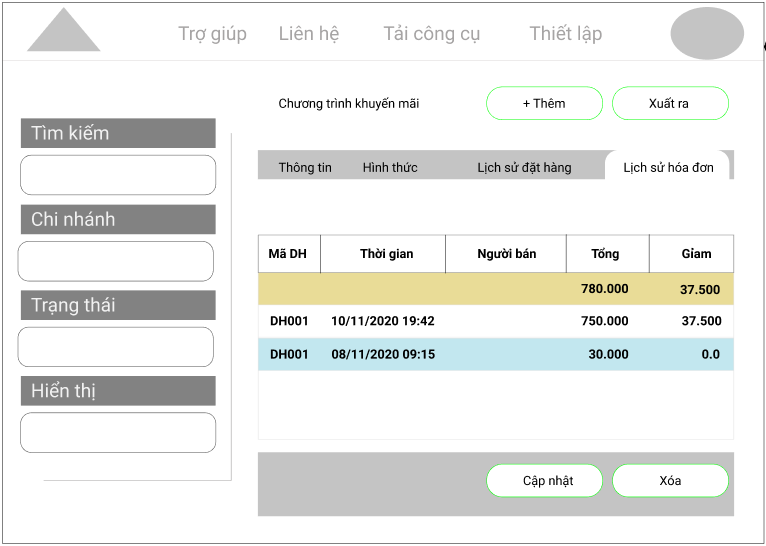 Trợ giúp Liên hệ Tải công cụ Thiết lập
Chương trình khuyến mãi + Thêm Xuất ra
Tìm kiếm
Chi nhánh
Trạng thái
Hiển thị
Thông tin Hình thức Lịch sử đặt hàng Lịch sử hóa đơn
Mã DH Thời gian Người bán Tổng Giam
780.000 37.500
DH001 10/11/2020 19:42 750.000 37.500
DH001 08/11/2020 09:15 30.000 0.0
Cập nhật Xóa